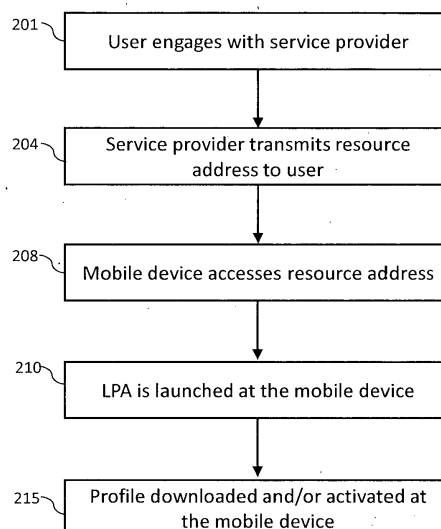 201
User engages with service provider
204
Service provider transmits resource
address to user
208
Mobile device accesses resource address
210
LPA is launched at the mobile device
215
Profile downloaded and/or activated at
the mobile device